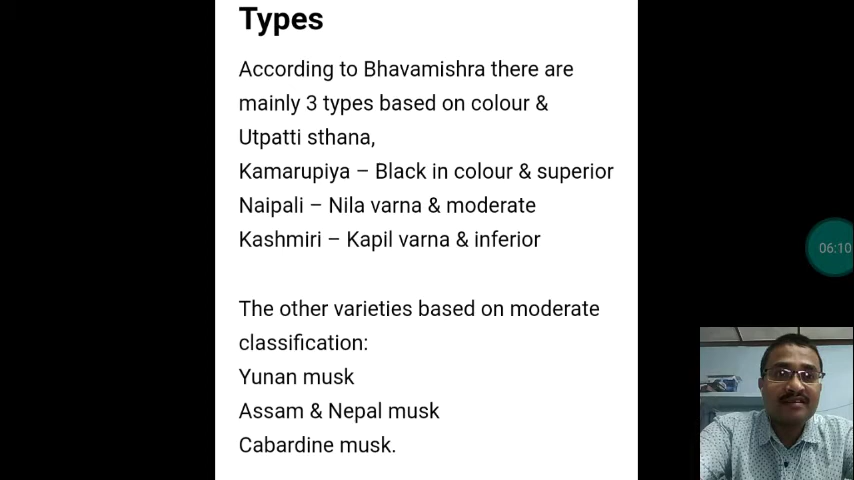 Types
According to Bhavamishra there are
mainly 3 types based on colour &
Utpatti sthana,
Kamarupiya – Black in colour & superior
Naipali – Nila varna & moderate
Kashmiri – Kapil varna & inferior
The other varieties based on moderate
classification:
Yunan musk
Assam & Nepal musk
Cabardine musk.
06:10